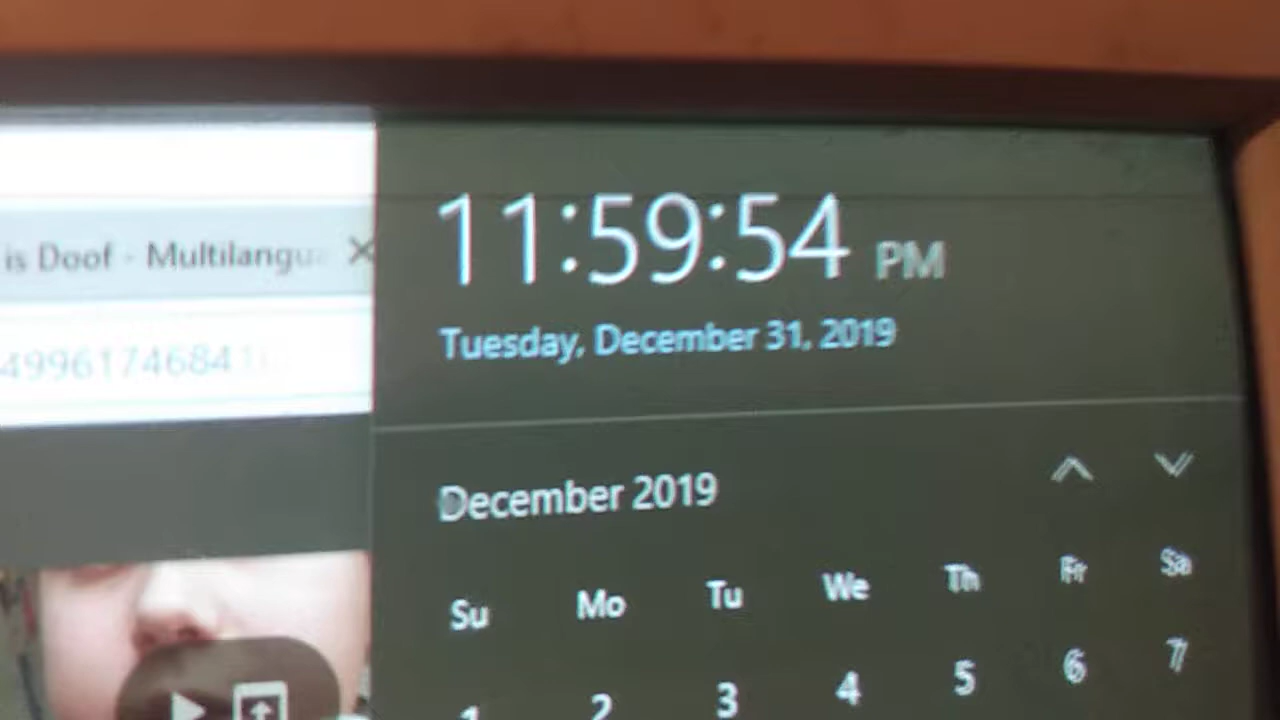 is Doof - Multilangu
11:59:54 PM
Tuesday, December 31, 2019
49961746843
December 2019
Su Mo Tu We Th Fr Sa
1 2 3 4 5 6 7